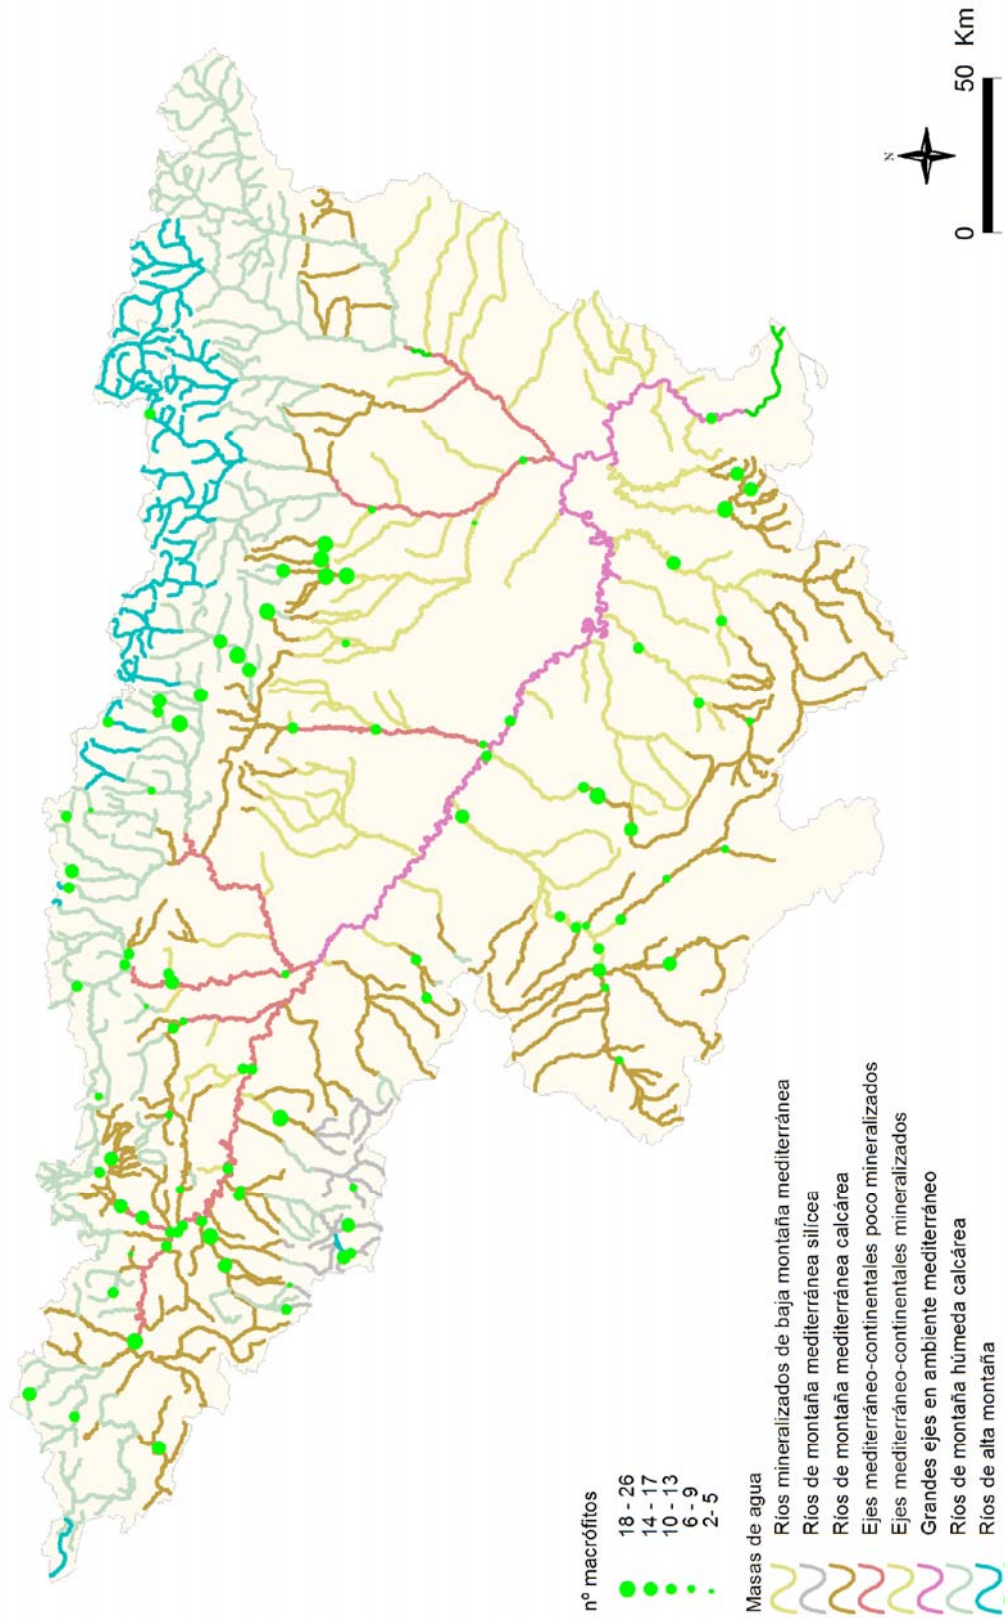 nº macrófitos
18 - 26
14 - 17
10 - 13
6 - 9
2- 5
Masas de agua
Ríos mineralizados de baja montaña mediterránea
Ríos de montaña mediterránea silícea
Ríos de montaña mediterránea calcárea
Ejes mediterráneo-continentales poco mineralizados
Ejes mediterráneo-continentales mineralizados
Grandes ejes en ambiente mediterráneo
Ríos de montaña húmeda calcárea
Ríos de alta montaña
N
0 50 Km